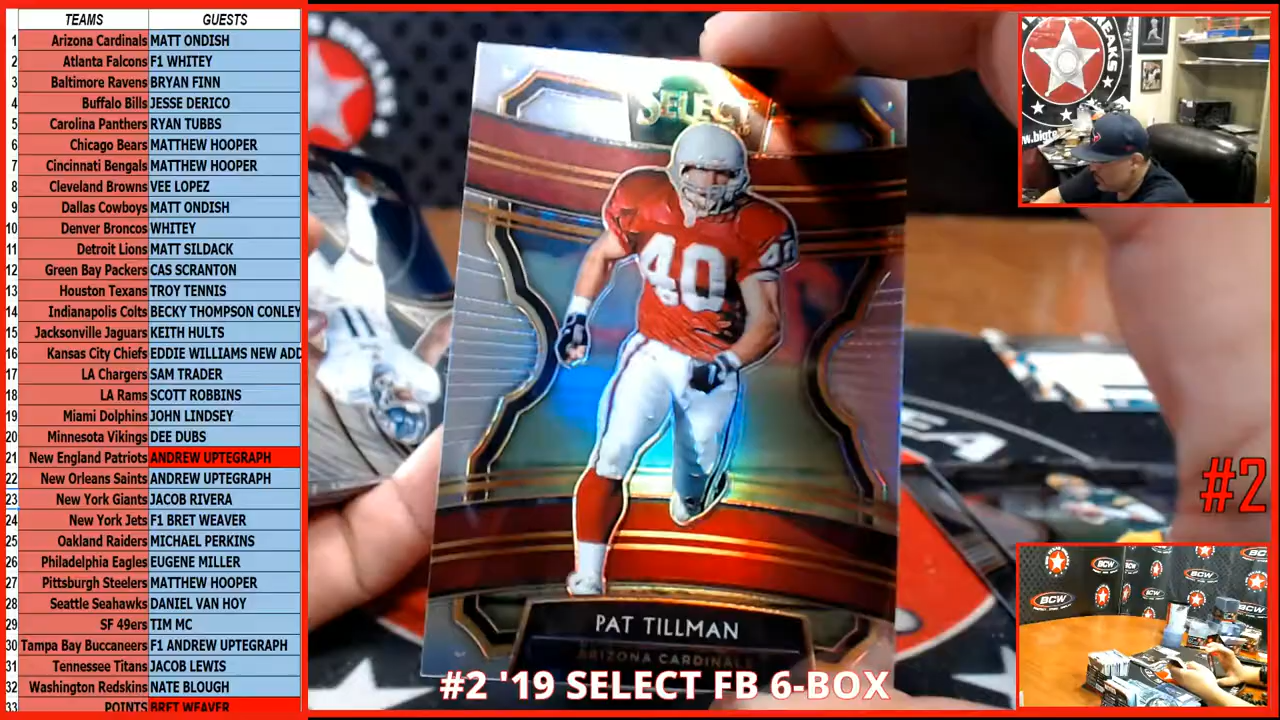 TEAMS GUESTS
1 Arizona Cardinals MATT ONDISH
2 Atlanta Falcons F1 WHITEY
3 Baltimore Ravens BRYAN FINN
4 Buffalo Bills JESSE DERICO
5 Carolina Panthers RYAN TUBBS
6 Chicago Bears MATTHEW HOOPER
7 Cincinnati Bengals MATTHEW HOOPER
8 Cleveland Browns VEE LOPEZ
9 Dallas Cowboys MATT ONDISH
10 Denver Broncos WHITEY
11 Detroit Lions MATT SILDACK
12 Green Bay Packers CAS SCRANTON
13 Houston Texans TROY TENNIS
14 Indianapolis Colts BECKY THOMPSON CONLEY
15 Jacksonville Jaguars KEITH HULTS
16 Kansas City Chiefs EDDIE WILLIAMS NEW ADD
17 LA Chargers SAM TRADER
18 LA Rams SCOTT ROBBINS
19 Miami Dolphins JOHN LINDSEY
20 Minnesota Vikings DEE DUBS
21 New England Patriots ANDREW UPTEGRAPH
22 New Orleans Saints ANDREW UPTEGRAPH
23 New York Giants JACOB RIVERA
24 New York Jets F1 BRET WEAVER
25 Oakland Raiders MICHAEL PERKINS
26 Philadelphia Eagles EUGENE MILLER
27 Pittsburgh Steelers MATTHEW HOOPER
28 Seattle Seahawks DANIEL VAN HOY
29 SF 49ers TIM MC
30 Tampa Bay Buccaneers F1 ANDREW UPTEGRAPH
31 Tennessee Titans JACOB LEWIS
32 Washington Redskins NATE BLOUGH
33 POINTS BRET WEAVER
SELECT
40
40
PAT TILLMAN
ARIZONA CARDINALS
#2 '19 SELECT FB 6-BOX
#2
BCW
BCW
BCW
BCW